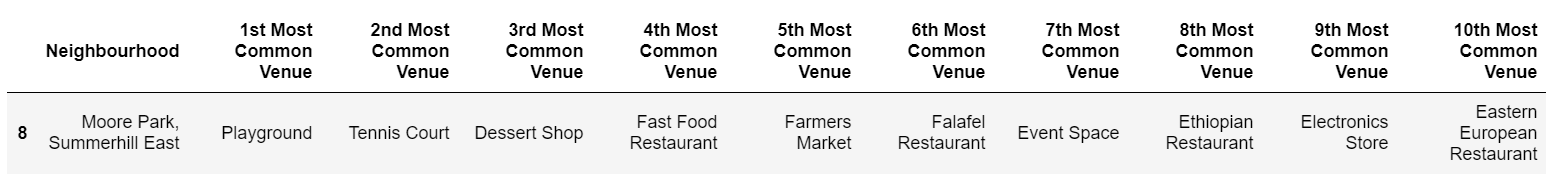 Neighbourhood 1st Most Common Venue 2nd Most Common Venue 3rd Most Common Venue 4th Most Common Venue 5th Most Common Venue 6th Most Common Venue 7th Most Common Venue 8th Most Common Venue 9th Most Common Venue 10th Most Common Venue
8 Moore Park, Summerhill East Playground Tennis Court Dessert Shop Fast Food Restaurant Farmers Market Falafel Restaurant Event Space Ethiopian Restaurant Electronics Store Eastern European Restaurant